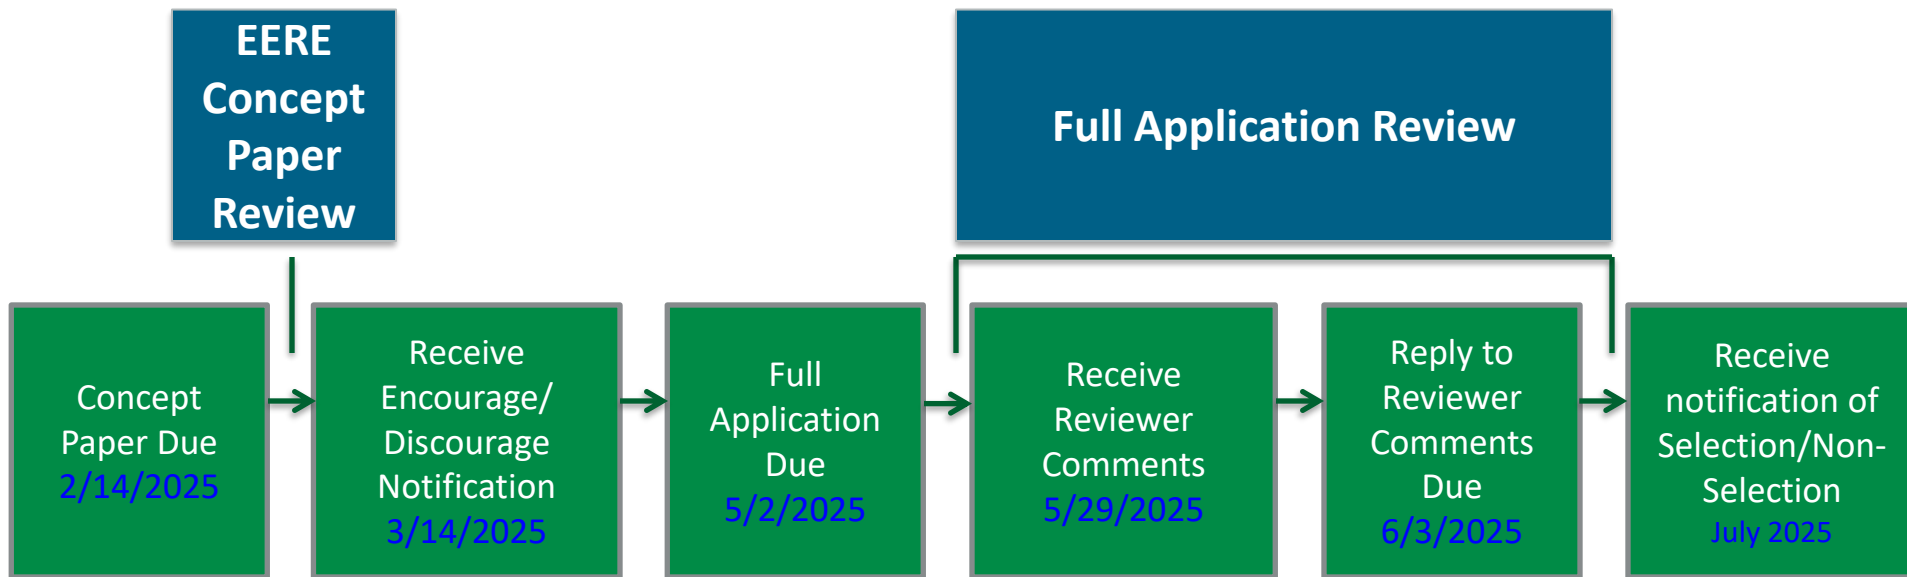 EERE
Concept
Paper
Review
Full Application Review
Concept
Paper Due
2/14/2025
Receive
Encourage/
Discourage
Notification
3/14/2025
Full
Application
Due
5/2/2025
Receive
Reviewer
Comments
5/29/2025
Reply to
Reviewer
Comments
Due
6/3/2025
Receive
notification of
Selection/Non-
Selection
July 2025